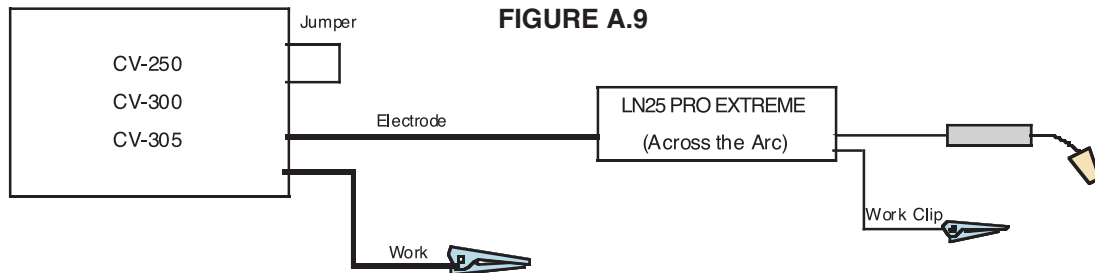 FIGURE A.9
Jumper
CV-250
CV-300
CV-305
Electrode
LN25 PRO EXTREME
(Across the Arc)
Work Clip
Work